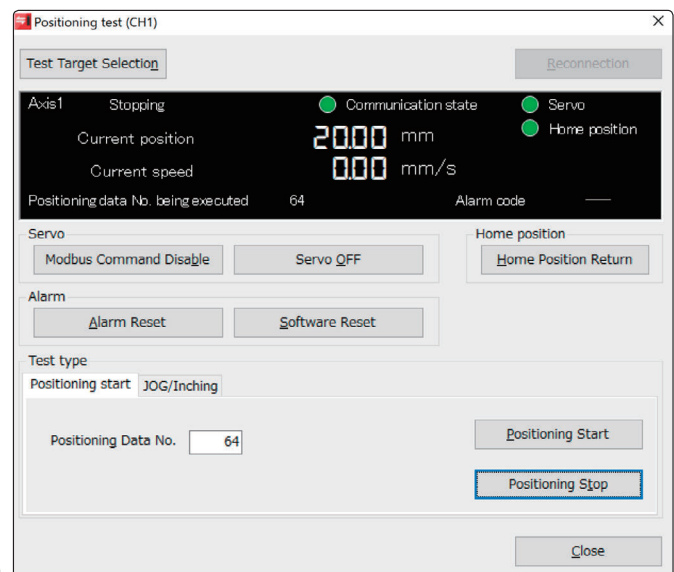 Positioning test (CH1)
Test Target Selection
Reconnection
Axis1 Stopping Communication state Servo
Current position 20.00 mm Home position
Current speed 0.00 mm/s
Positioning data No. being executed 64 Alarm code ----
Servo
Modbus Command Disable Servo OFF
Home position
Home Position Return
Alarm
Alarm Reset Software Reset
Test type
Positioning start JOG/Inching
Positioning Data No. 64
Positioning Start
Positioning Stop
Close